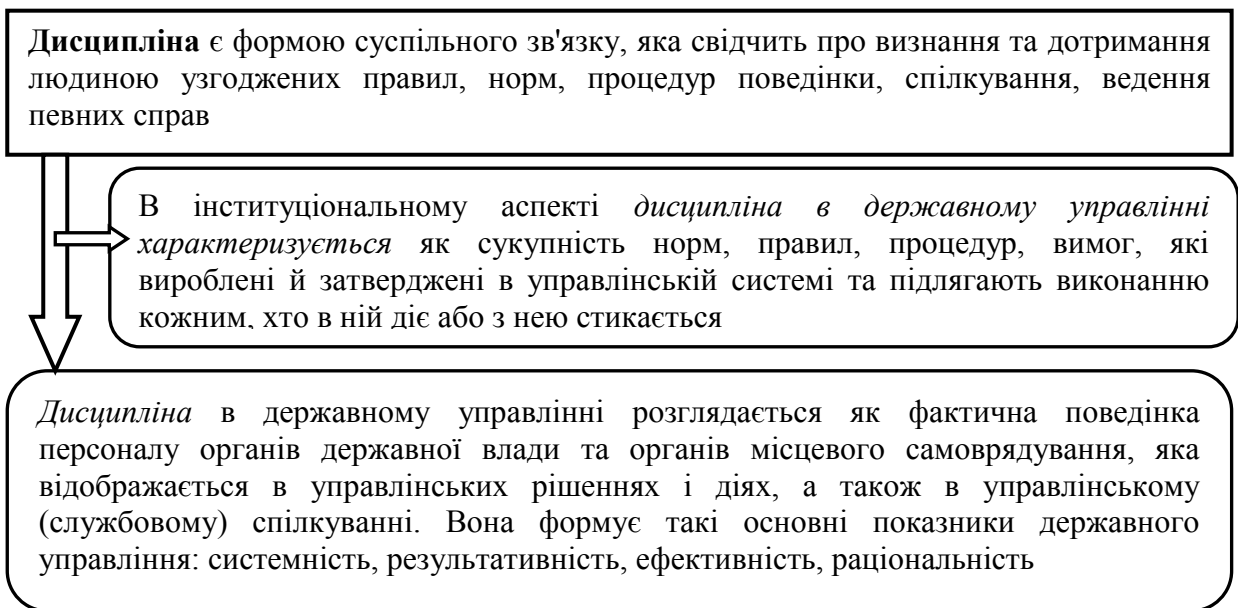 Дисципліна є формою суспільного зв'язку, яка свідчить про визнання та дотримання
людиною узгоджених правил, норм, процедур поведінки, спілкування, ведення
певних справ
В інституціональному аспекті дисципліна в державному управлінні
характеризується як сукупність норм, правил, процедур, вимог, які
вироблені й затверджені в управлінській системі та підлягають виконанню
кожним, хто в ній діє або з нею стикається
Дисципліна в державному управлінні розглядається як фактична поведінка
персоналу органів державної влади та органів місцевого самоврядування, яка
відображається в управлінських рішеннях і діях, а також в управлінському
(службовому) спілкуванні. Вона формує такі основні показники державного
управління: системність, результативність, ефективність, раціональність